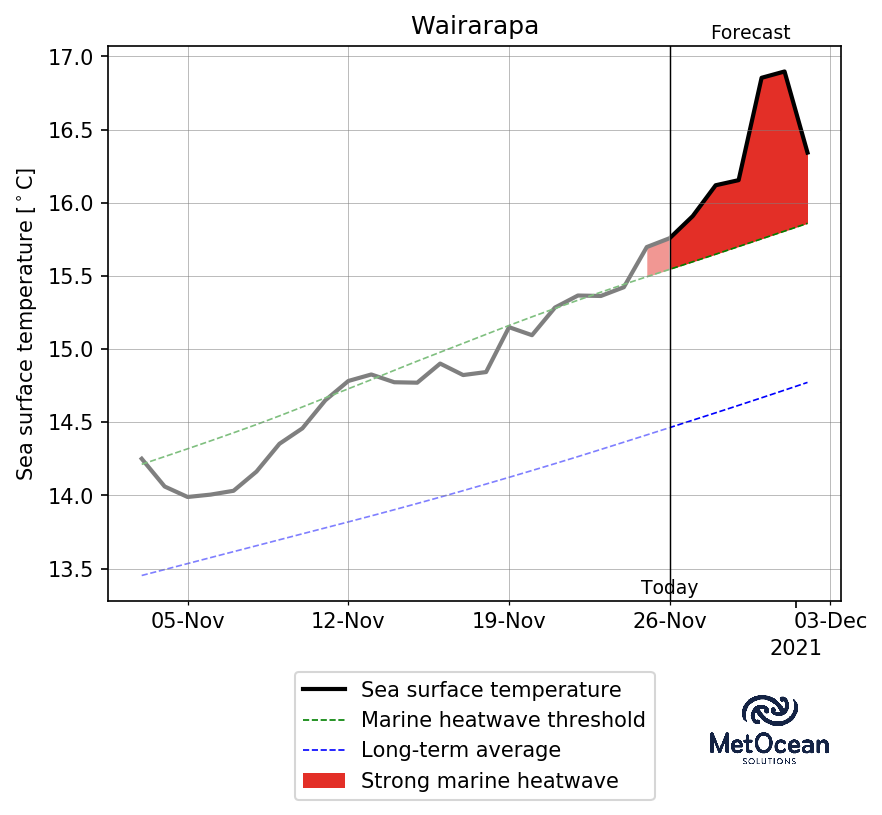 Wairarapa
Forecast
Sea surface temperature [°C]
17.0
16.5
16.0
15.5
15.0
14.5
14.0
13.5
Today
05-Nov 12-Nov 19-Nov 26-Nov 03-Dec
2021
Sea surface temperature
Marine heatwave threshold
Long-term average
Strong marine heatwave
MetOcean
SOLUTIONS